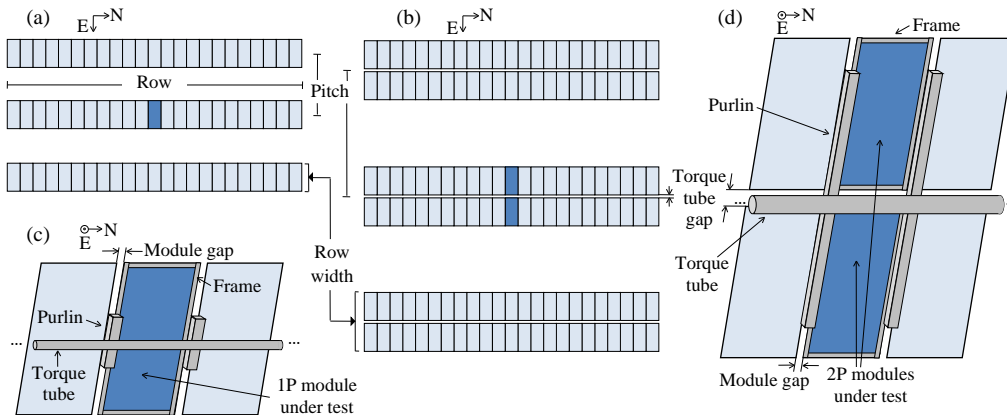 (a)
N
E
Row
Pitch
(b)
N
E
Torque
tube
gap
Row
width
(c)
N
E
Module gap
Frame
Purlin
...
...
Torque
tube
1P module
under test
(d)
N
E
Frame
Purlin
...
...
Torque
tube
Module gap
2P modules
under test